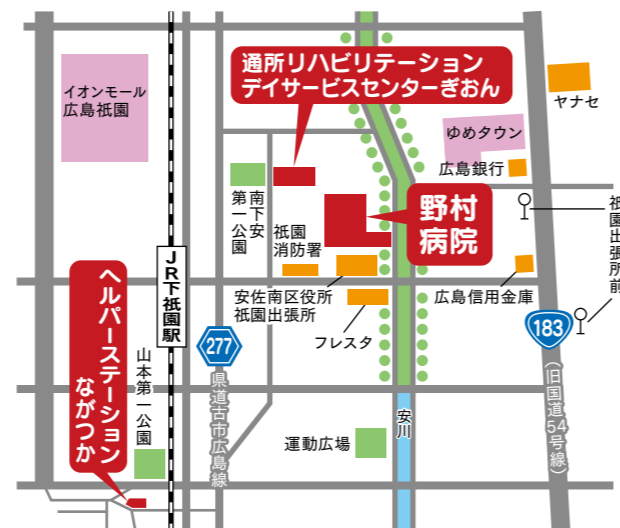 通所リハビリテーション
デイサービスセンターぎおん
イオンモール
広島祇園
ヤナセ
ゆめタウン
広島銀行
南下安
第一公園
野村
病院
祇園
消防署
祇園出張所前
JR下祇園駅
安佐南区役所
祇園出張所
広島信用金庫
フレスタ
183
277
ヘルパーステーション
ながつか
山本第一公園
県道古市広島線
安川
(旧国道54号線)
運動広場